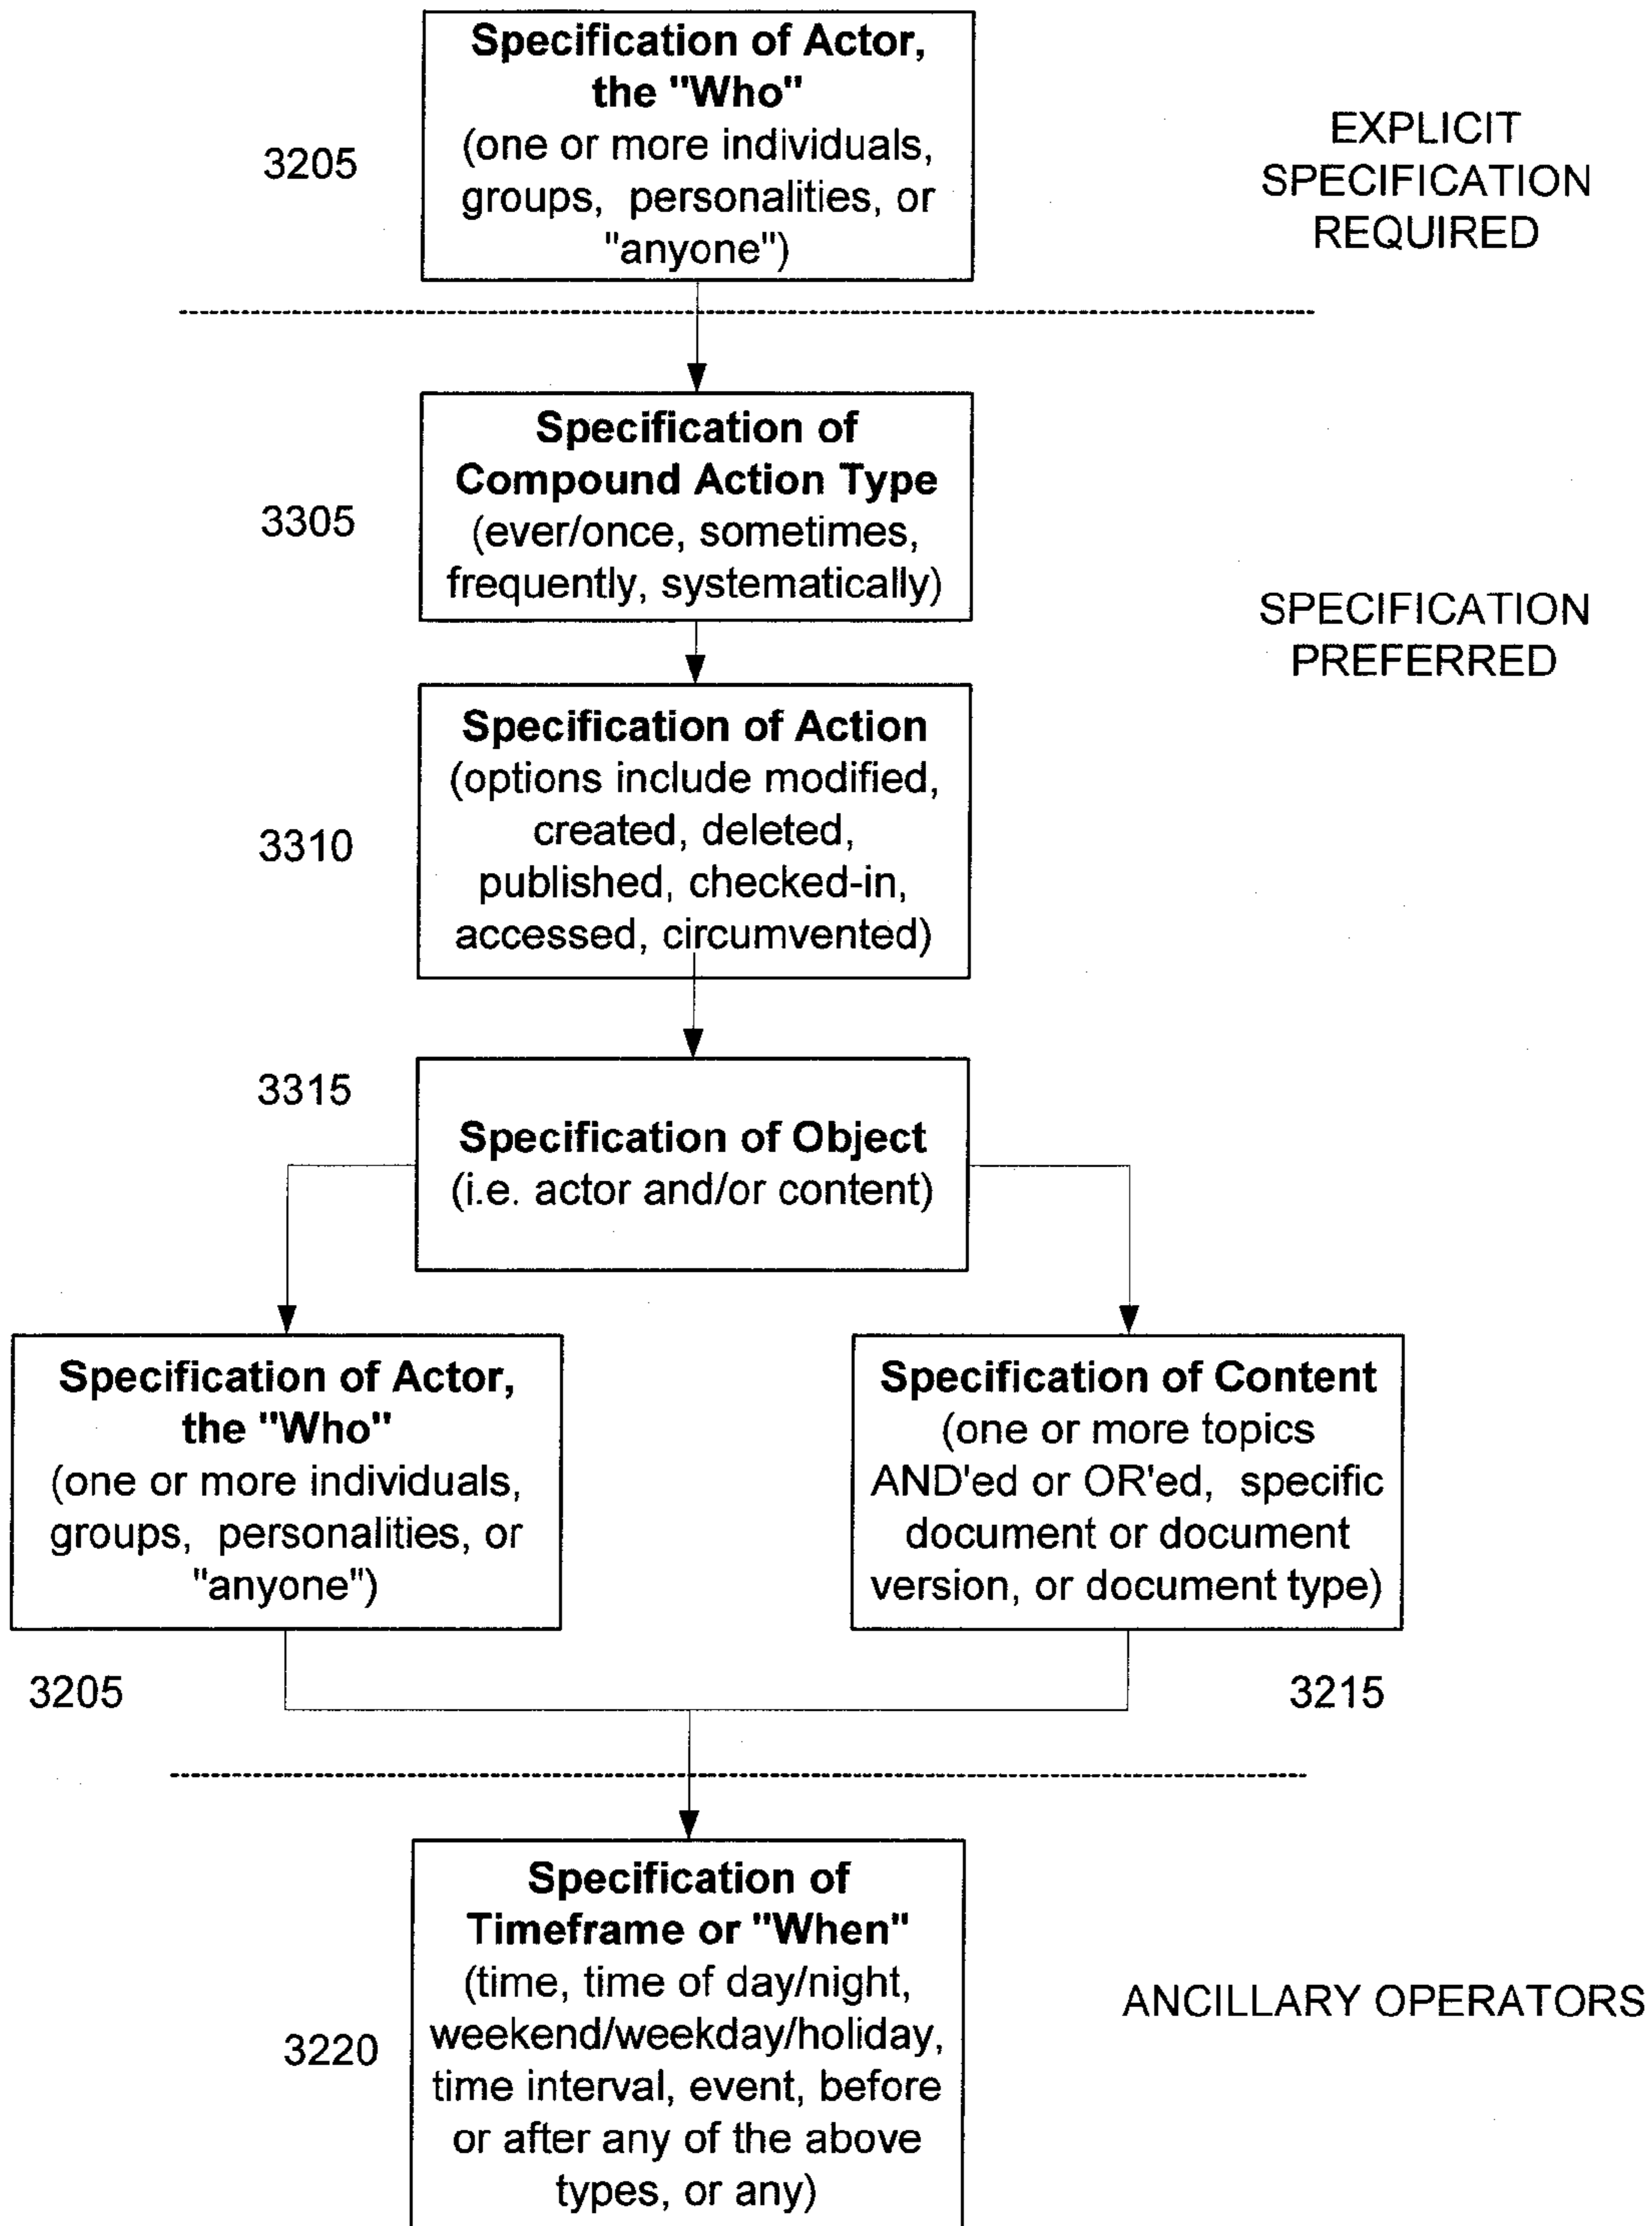 Specification of Actor,
the "Who"
(one or more individuals,
groups, personalities, or
"anyone")
3205
EXPLICIT
SPECIFICATION
REQUIRED
Specification of
Compound Action Type
(ever/once, sometimes,
frequently, systematically)
3305
SPECIFICATION
PREFERRED
Specification of Action
(options include modified,
created, deleted,
published, checked-in,
accessed, circumvented)
3310
3315
Specification of Object
(i.e. actor and/or content)
Specification of Actor,
the "Who"
(one or more individuals,
groups, personalities, or
"anyone")
3205
Specification of Content
(one or more topics
AND'ed or OR'ed, specific
document or document
version, or document type)
3215
Specification of
Timeframe or "When"
(time, time of day/night,
weekend/weekday/holiday,
time interval, event, before
or after any of the above
types, or any)
3220
ANCILLARY OPERATORS